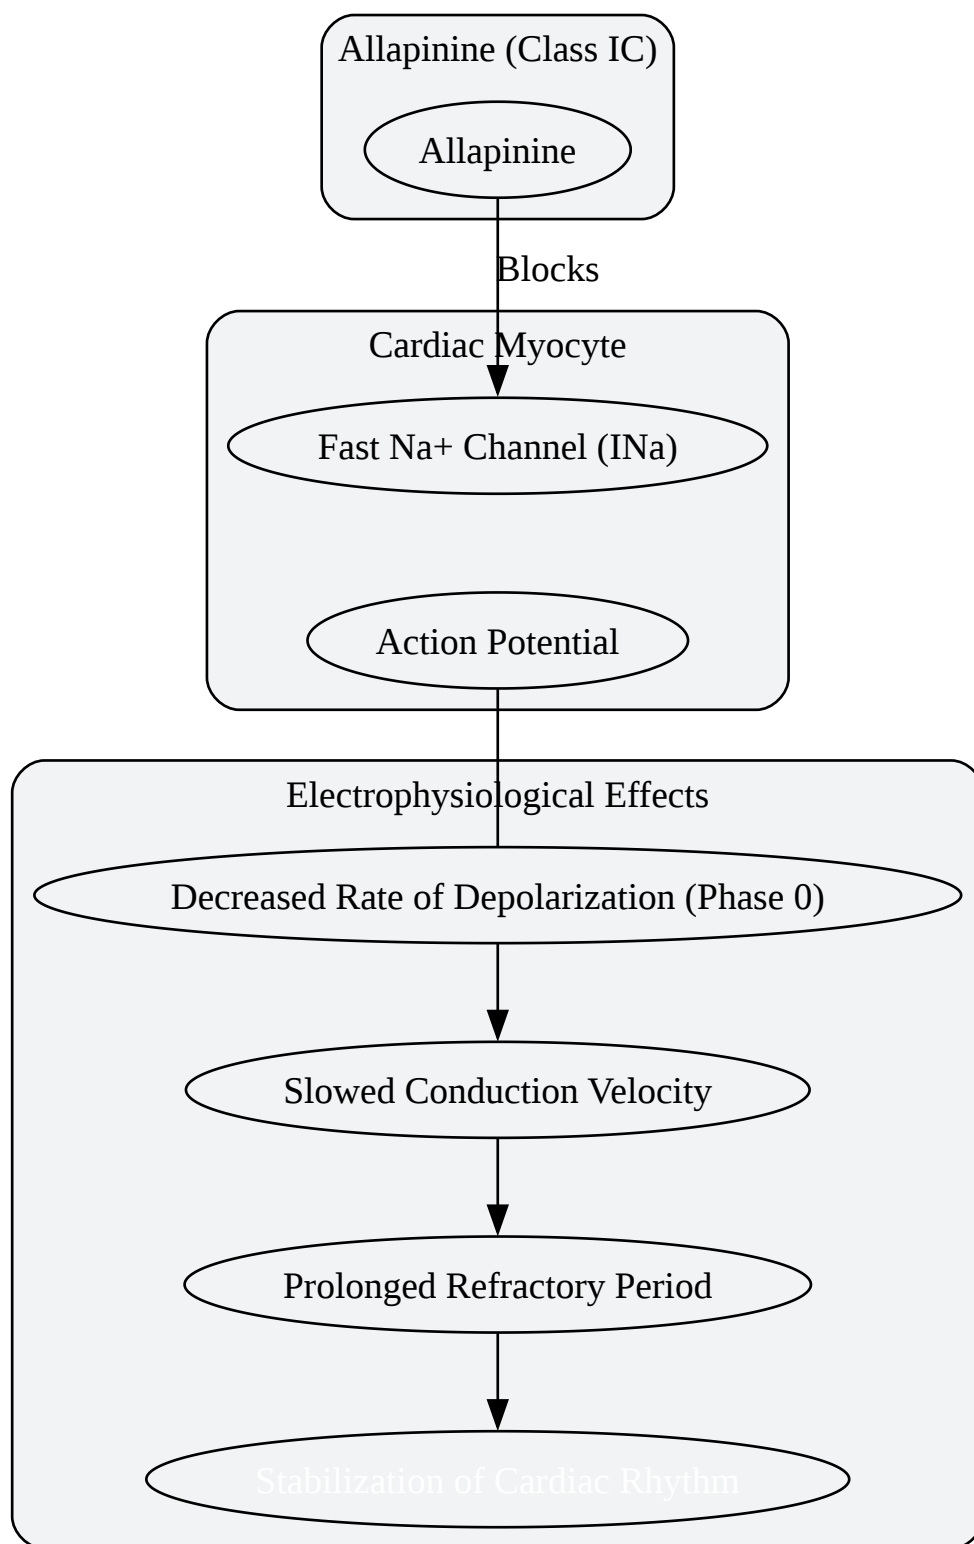 Allapinine (Class IC)
Allapinine
Blocks
Cardiac Myocyte
Fast Na+ Channel (INa)
Action Potential
Electrophysiological Effects
Decreased Rate of Depolarization (Phase 0)
Slowed Conduction Velocity
Prolonged Refractory Period
Stabilization of Cardiac Rhythm